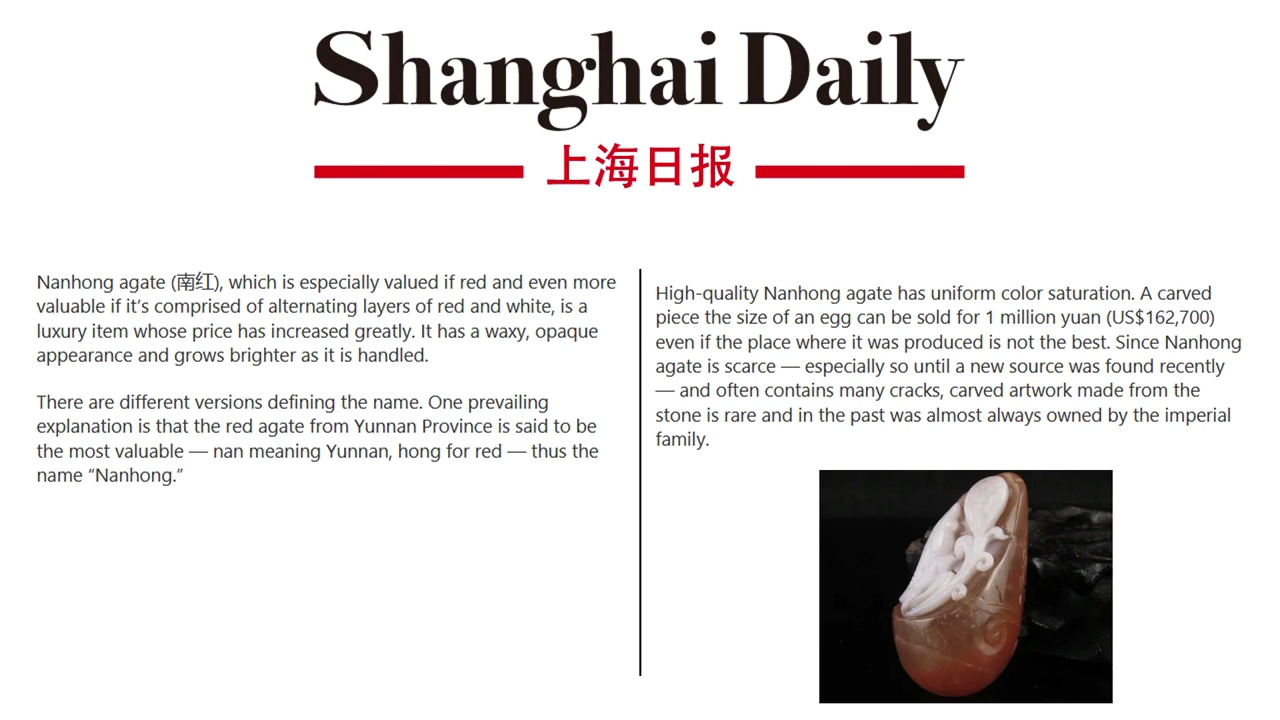 Shanghai Daily
上海日报
Nanhong agate (南红), which is especially valued if red and even more
valuable if it’s comprised of alternating layers of red and white, is a
luxury item whose price has increased greatly. It has a waxy, opaque
appearance and grows brighter as it is handled.
There are different versions defining the name. One prevailing
explanation is that the red agate from Yunnan Province is said to be
the most valuable — nan meaning Yunnan, hong for red — thus the
name “Nanhong.”
High-quality Nanhong agate has uniform color saturation. A carved
piece the size of an egg can be sold for 1 million yuan (US$162,700)
even if the place where it was produced is not the best. Since Nanhong
agate is scarce — especially so until a new source was found recently
— and often contains many cracks, carved artwork made from the
stone is rare and in the past was almost always owned by the imperial
family.